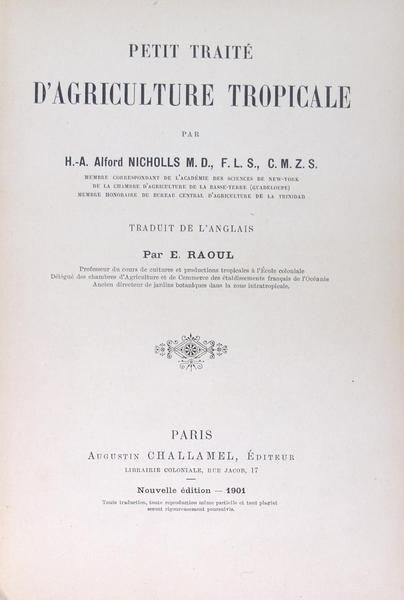 PETIT TRAITÉ
D'AGRICULTURE TROPICALE
PAR
H.-A. Alford NICHOLLS M. D., F. L. S., C. M. Z. S.
MEMBRE CORRESPONDANT DE L'ACADÉMIE DES SCIENCES DE NEW-YORK
DE LA CHAMBRE D'AGRICULTURE DE LA BASSE-TERRE (GUADELOUPE)
MEMBRE HONORAIRE DU BUREAU CENTRAL D'AGRICULTURE DE LA TRINIDAD
TRADUIT DE L'ANGLAIS
Par E. RAOUL
Professeur du cours de cultures et productions tropicales à l'École coloniale
Délégué des chambres d'Agriculture et de Commerce des établissements français de l'Océanie
Ancien directeur de jardins botaniques dans la zone intratropicale.
PARIS
AUGUSTIN CHALLAMEL, ÉDITEUR
LIBRAIRIE COLONIALE, RUE JACOB, 17
Nouvelle édition — 1901
Toute traduction, toute reproduction même partielle et tout plagiat
seront rigoureusement poursuivis.